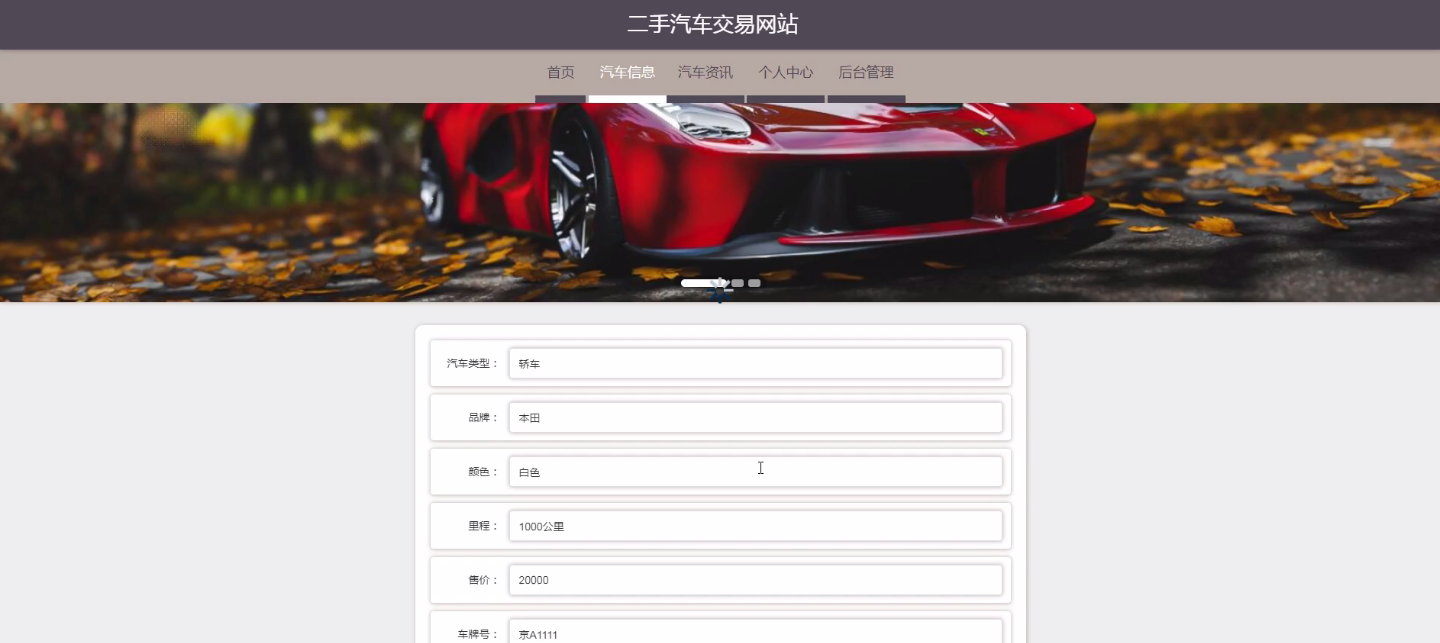 二手汽车交易网站
首页 汽车信息 汽车资讯 个人中心 后台管理
汽车类型： 轿车
品牌： 本田
颜色： 白色
里程： 1000公里
售价： 20000
车牌号： 京A1111